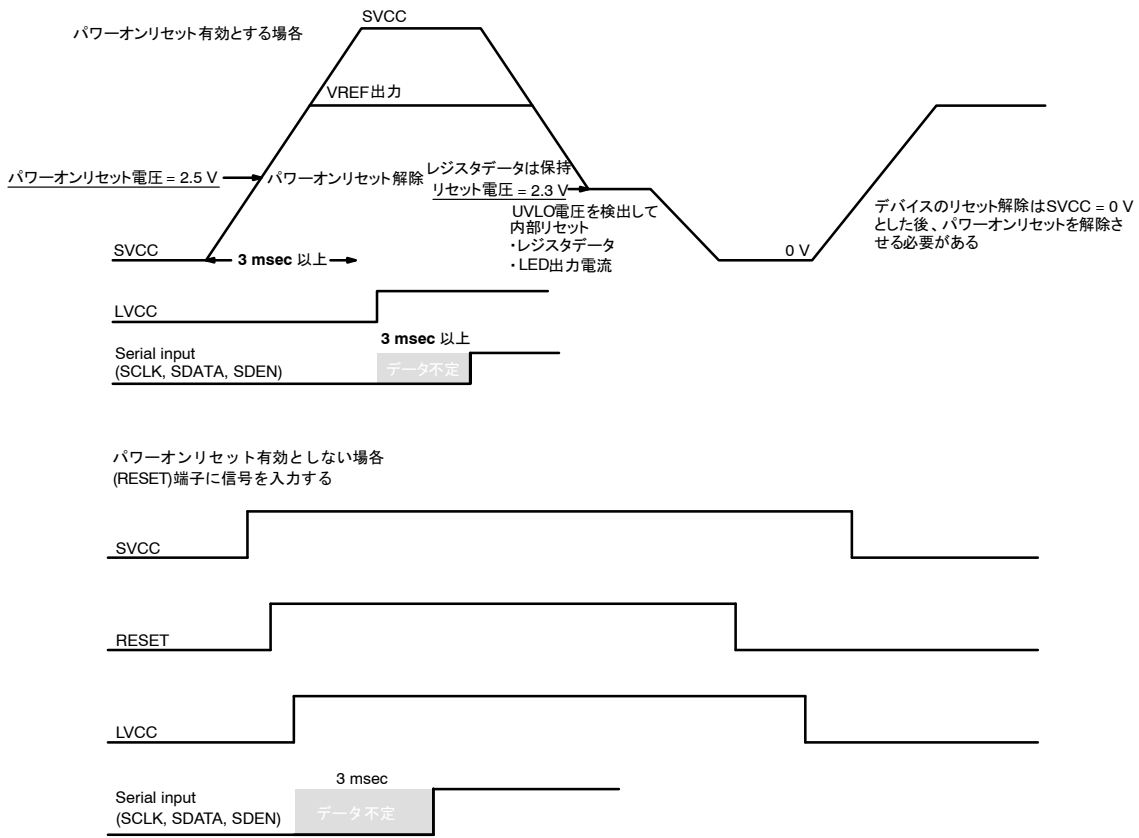 SVCC
パワーオンリセット有効とする場各
VREF出力
パワーオンリセット電圧 = 2.5 V
パワーオンリセット解除
レジスタデータは保持
リセット電圧 = 2.3 V
UVLO電圧を検出して
内部リセット
・レジスタデータ
・LED出力電流
デバイスのリセット解除はSVCC = 0 V
とした後、パワーオンリセットを解除さ
せる必要がある
SVCC
3 msec 以上
0 V
LVCC
3 msec 以上
Serial input
(SCLK, SDATA, SDEN)
データ不定
パワーオンリセット有効としない場各
(RESET)端子に信号を入力する
SVCC
RESET
LVCC
3 msec
Serial input
(SCLK, SDATA, SDEN)
データ不定